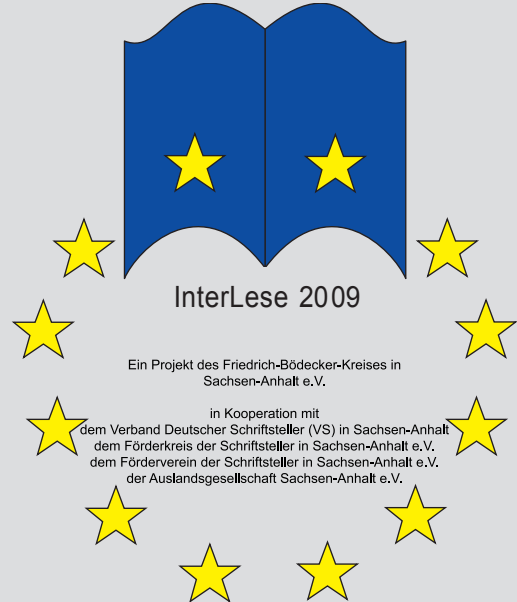 InterLese 2009
Ein Projekt des Friedrich-Bödecker-Kreises in
Sachsen-Anhalt e.V.
in Kooperation mit
dem Verband Deutscher Schriftsteller (VS) in Sachsen-Anhalt
dem Förderkreis der Schriftsteller in Sachsen-Anhalt e.V.
dem Förderverein der Schriftsteller in Sachsen-Anhalt e.V.
der Auslandsgesellschaft Sachsen-Anhalt e.V.